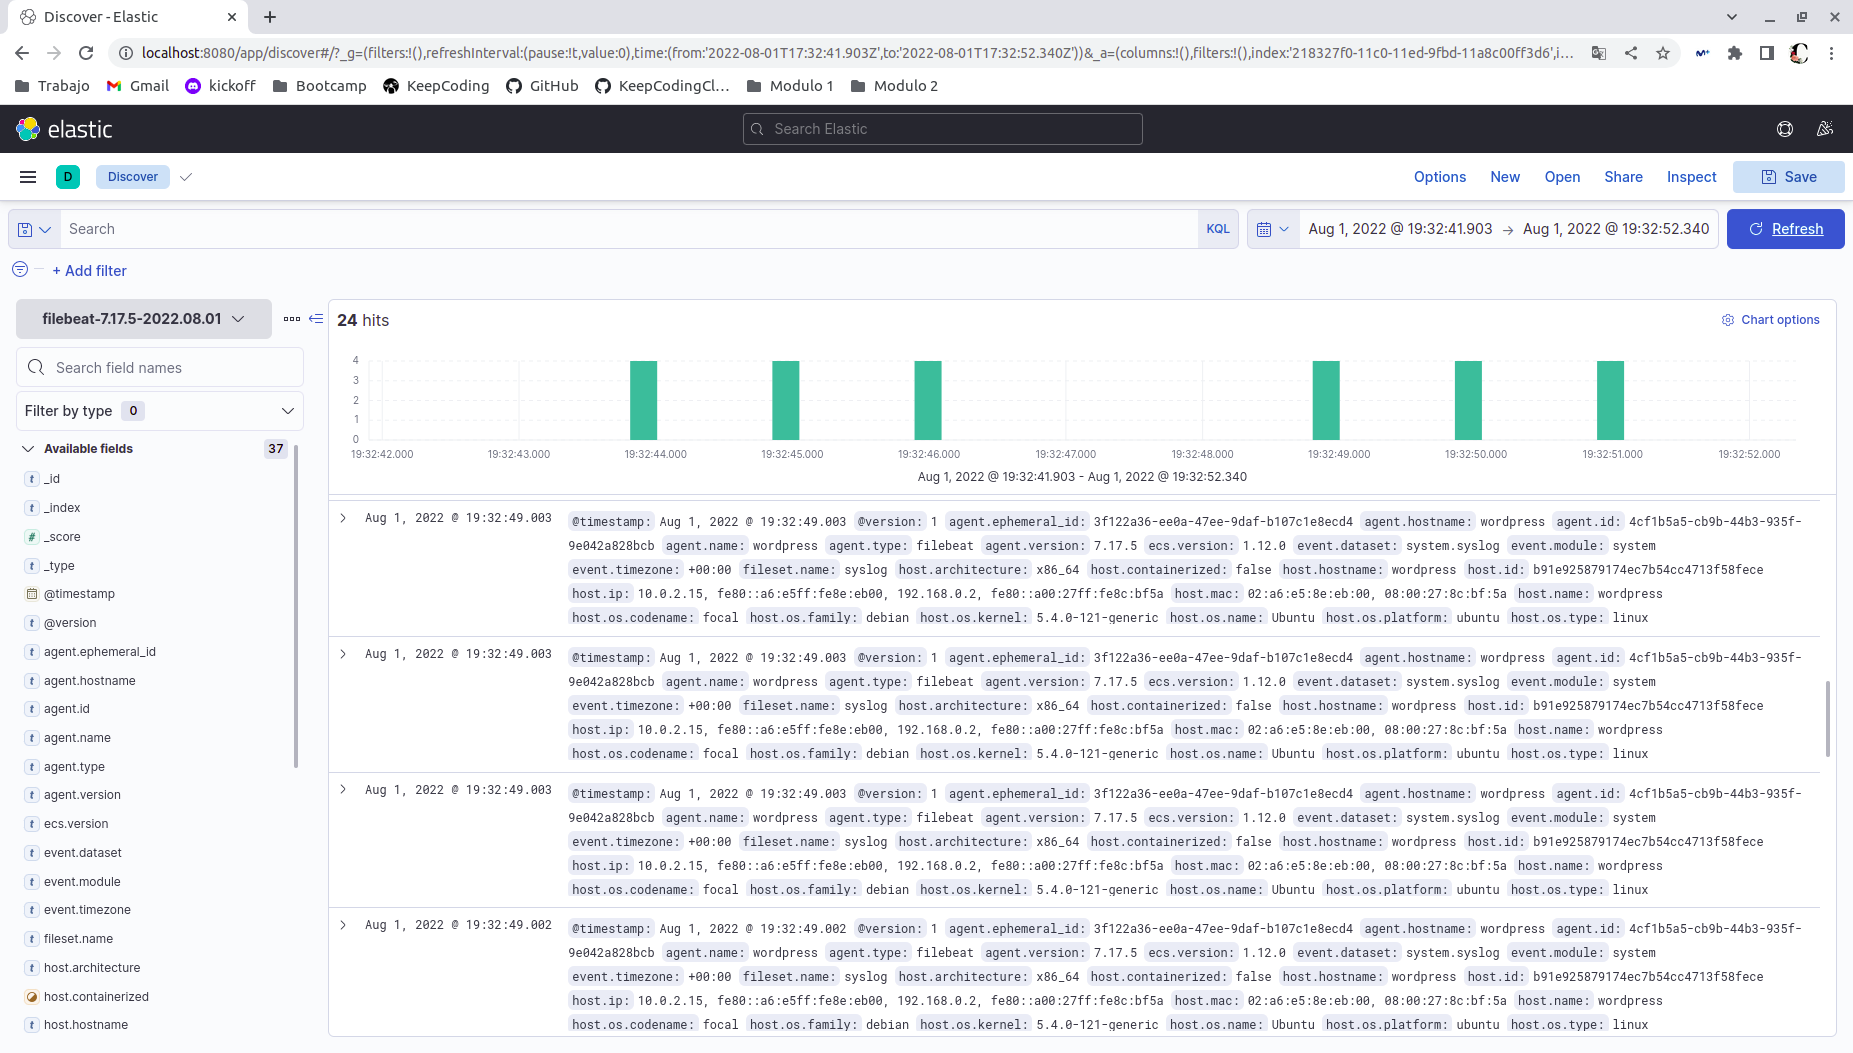 Discover - Elastic
localhost:8080/app/discover#/?_g=(filters:!(),refreshInterval:(pause:!t,value:0),time:(from:'2022-08-01T17:32:41.903Z',to:'2022-08-01T17:32:52.340Z'))&_a=(columns:!(),filters:!(),index:'218327f0-11c0-11ed-9fbd-11a8c00ff3d6',i...
Trabajo Gmail kickoff Bootcamp KeepCoding GitHub KeepCodingCl... Modulo 1 Modulo 2
elastic Search Elastic
D Discover Options New Open Share Inspect Save
Search KQL Aug 1, 2022 @ 19:32:41.903 → Aug 1, 2022 @ 19:32:52.340 Refresh
+ Add filter
filebeat-7.17.5-2022.08.01
Search field names
Filter by type 0
Available fields 37
t _id
t _index
# _score
t _type
@timestamp
t @version
t agent.ephemeral_id
t agent.hostname
t agent.id
t agent.name
t agent.type
t agent.version
t ecs.version
t event.dataset
t event.module
t event.timezone
t fileset.name
t host.architecture
host.containerized
t host.hostname
24 hits Chart options
4
3
2
1
0
19:32:42.000 19:32:43.000 19:32:44.000 19:32:45.000 19:32:46.000 19:32:47.000 19:32:48.000 19:32:49.000 19:32:50.000 19:32:51.000 19:32:52.000
Aug 1, 2022 @ 19:32:41.903 - Aug 1, 2022 @ 19:32:52.340
Aug 1, 2022 @ 19:32:49.003 @timestamp: Aug 1, 2022 @ 19:32:49.003 @version: 1 agent.ephemeral_id: 3f122a36-ee0a-47ee-9daf-b107c1e8ecd4 agent.hostname: wordpress agent.id: 4cf1b5a5-cb9b-44b3-935f-
9e042a828bcb agent.name: wordpress agent.type: filebeat agent.version: 7.17.5 ecs.version: 1.12.0 event.dataset: system.syslog event.module: system
event.timezone: +00:00 fileset.name: syslog host.architecture: x86_64 host.containerized: false host.hostname: wordpress host.id: b91e925879174ec7b54cc4713f58fece
host.ip: 10.0.2.15, fe80::a6:e5ff:fe8e:eb00, 192.168.0.2, fe80::a00:27ff:fe8c:bf5a host.mac: 02:a6:e5:8e:eb:00, 08:00:27:8c:bf:5a host.name: wordpress
host.os.codename: focal host.os.family: debian host.os.kernel: 5.4.0-121-generic host.os.name: Ubuntu host.os.platform: ubuntu host.os.type: linux
Aug 1, 2022 @ 19:32:49.003 @timestamp: Aug 1, 2022 @ 19:32:49.003 @version: 1 agent.ephemeral_id: 3f122a36-ee0a-47ee-9daf-b107c1e8ecd4 agent.hostname: wordpress agent.id: 4cf1b5a5-cb9b-44b3-935f-
9e042a828bcb agent.name: wordpress agent.type: filebeat agent.version: 7.17.5 ecs.version: 1.12.0 event.dataset: system.syslog event.module: system
event.timezone: +00:00 fileset.name: syslog host.architecture: x86_64 host.containerized: false host.hostname: wordpress host.id: b91e925879174ec7b54cc4713f58fece
host.ip: 10.0.2.15, fe80::a6:e5ff:fe8e:eb00, 192.168.0.2, fe80::a00:27ff:fe8c:bf5a host.mac: 02:a6:e5:8e:eb:00, 08:00:27:8c:bf:5a host.name: wordpress
host.os.codename: focal host.os.family: debian host.os.kernel: 5.4.0-121-generic host.os.name: Ubuntu host.os.platform: ubuntu host.os.type: linux
Aug 1, 2022 @ 19:32:49.003 @timestamp: Aug 1, 2022 @ 19:32:49.003 @version: 1 agent.ephemeral_id: 3f122a36-ee0a-47ee-9daf-b107c1e8ecd4 agent.hostname: wordpress agent.id: 4cf1b5a5-cb9b-44b3-935f-
9e042a828bcb agent.name: wordpress agent.type: filebeat agent.version: 7.17.5 ecs.version: 1.12.0 event.dataset: system.syslog event.module: system
event.timezone: +00:00 fileset.name: syslog host.architecture: x86_64 host.containerized: false host.hostname: wordpress host.id: b91e925879174ec7b54cc4713f58fece
host.ip: 10.0.2.15, fe80::a6:e5ff:fe8e:eb00, 192.168.0.2, fe80::a00:27ff:fe8c:bf5a host.mac: 02:a6:e5:8e:eb:00, 08:00:27:8c:bf:5a host.name: wordpress
host.os.codename: focal host.os.family: debian host.os.kernel: 5.4.0-121-generic host.os.name: Ubuntu host.os.platform: ubuntu host.os.type: linux
Aug 1, 2022 @ 19:32:49.002 @timestamp: Aug 1, 2022 @ 19:32:49.002 @version: 1 agent.ephemeral_id: 3f122a36-ee0a-47ee-9daf-b107c1e8ecd4 agent.hostname: wordpress agent.id: 4cf1b5a5-cb9b-44b3-935f-
9e042a828bcb agent.name: wordpress agent.type: filebeat agent.version: 7.17.5 ecs.version: 1.12.0 event.dataset: system.syslog event.module: system
event.timezone: +00:00 fileset.name: syslog host.architecture: x86_64 host.containerized: false host.hostname: wordpress host.id: b91e925879174ec7b54cc4713f58fece
host.ip: 10.0.2.15, fe80::a6:e5ff:fe8e:eb00, 192.168.0.2, fe80::a00:27ff:fe8c:bf5a host.mac: 02:a6:e5:8e:eb:00, 08:00:27:8c:bf:5a host.name: wordpress
host.os.codename: focal host.os.family: debian host.os.kernel: 5.4.0-121-generic host.os.name: Ubuntu host.os.platform: ubuntu host.os.type: linux